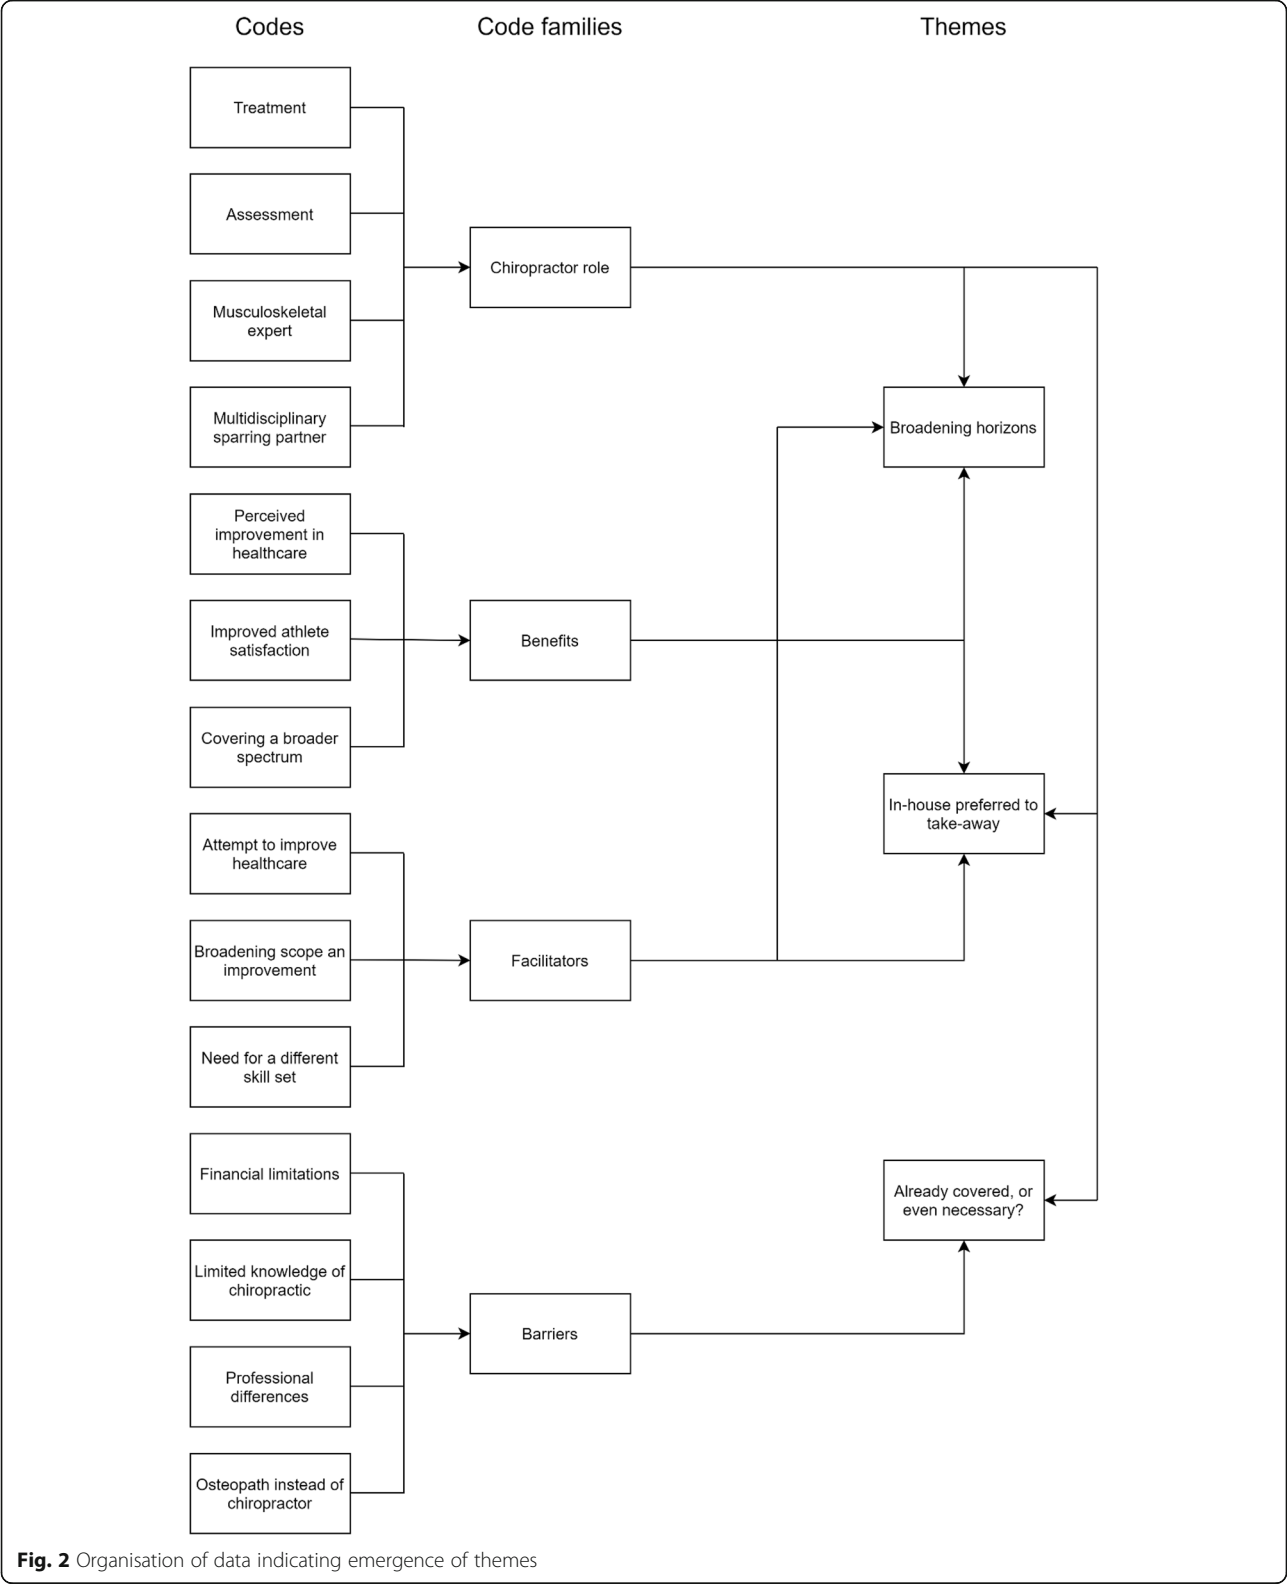 Codes
Code families
Themes
Treatment
Assessment
Musculoskeletal
expert
Multidisciplinary
sparring partner
Chiropractor role
Broadening horizons
Perceived
improvement in
healthcare
Improved athlete
satisfaction
Covering a broader
spectrum
Benefits
In-house preferred to
take-away
Attempt to improve
healthcare
Broadening scope an
improvement
Need for a different
skill set
Facilitators
Already covered, or
even necessary?
Financial limitations
Limited knowledge of
chiropractic
Professional
differences
Osteopath instead of
chiropractor
Barriers
Fig. 2 Organisation of data indicating emergence of themes